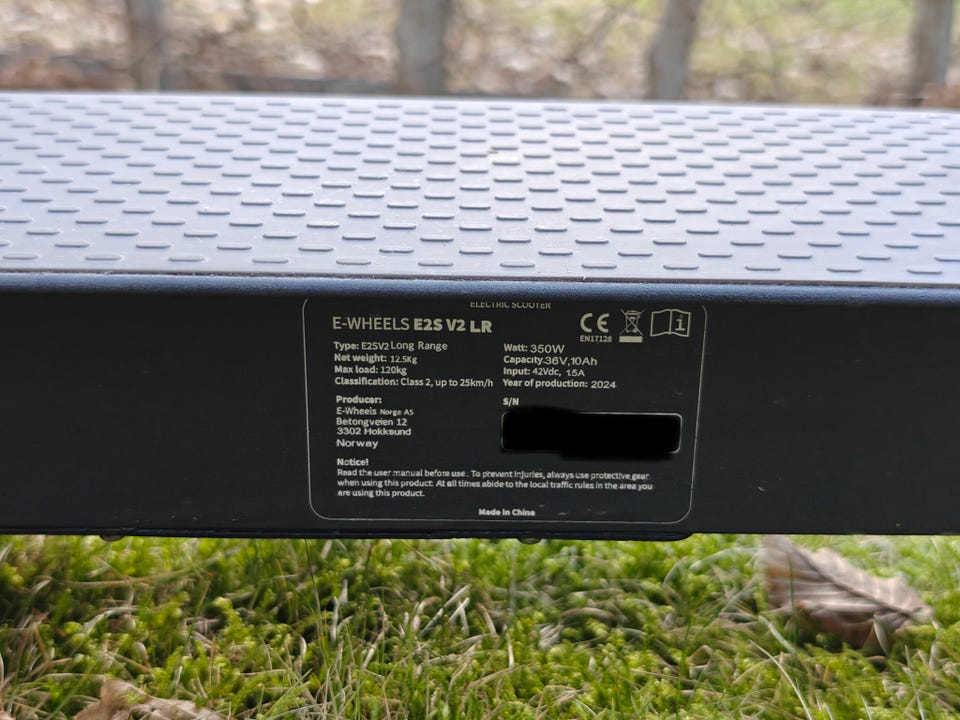 ELECTRIC SCOOTER
E-WHEELS E2S V2 LR
CE
EN17128
Type: E2SV2 Long Range
Net weight: 12.5Kg
Max load: 120kg
Classification: Class 2, up to 25km/h
Watt: 350W
Capacity: 36V,10Ah
Input: 42Vdc, 1.5A
Year of production: 2024
Producer:
E-Wheels Norge AS
Betongveien 12
3302 Hokksund
Norway
S/N
Notice!
Read the user manual before use. To prevent injuries, always use protective gear
when using this product. At all times abide to the local traffic rules in the area you
are using this product.
Made in China